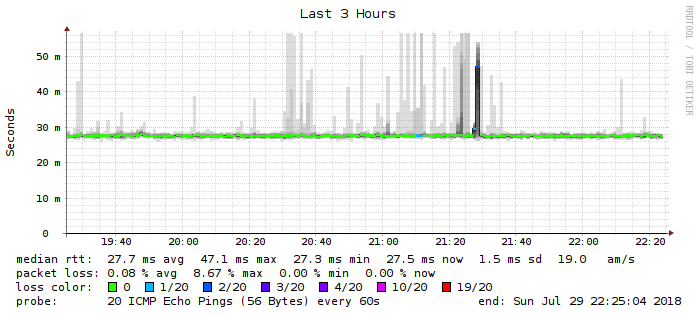 Last 3 Hours
RRDTOOL / TOBI OETIKER
Seconds
50 m
40 m
30 m
20 m
10 m
0
19:40 20:00 20:20 20:40 21:00 21:20 21:40 22:00 22:20
median rtt: 27.7 ms avg 47.1 ms max 27.3 ms min 27.5 ms now 1.5 ms sd 19.0 am/s
packet loss: 0.08 % avg 8.67 % max 0.00 % min 0.00 % now
loss color: 0 1/20 2/20 3/20 4/20 10/20 19/20
probe: 20 ICMP Echo Pings (56 Bytes) every 60s end: Sun Jul 29 22:25:04 2018